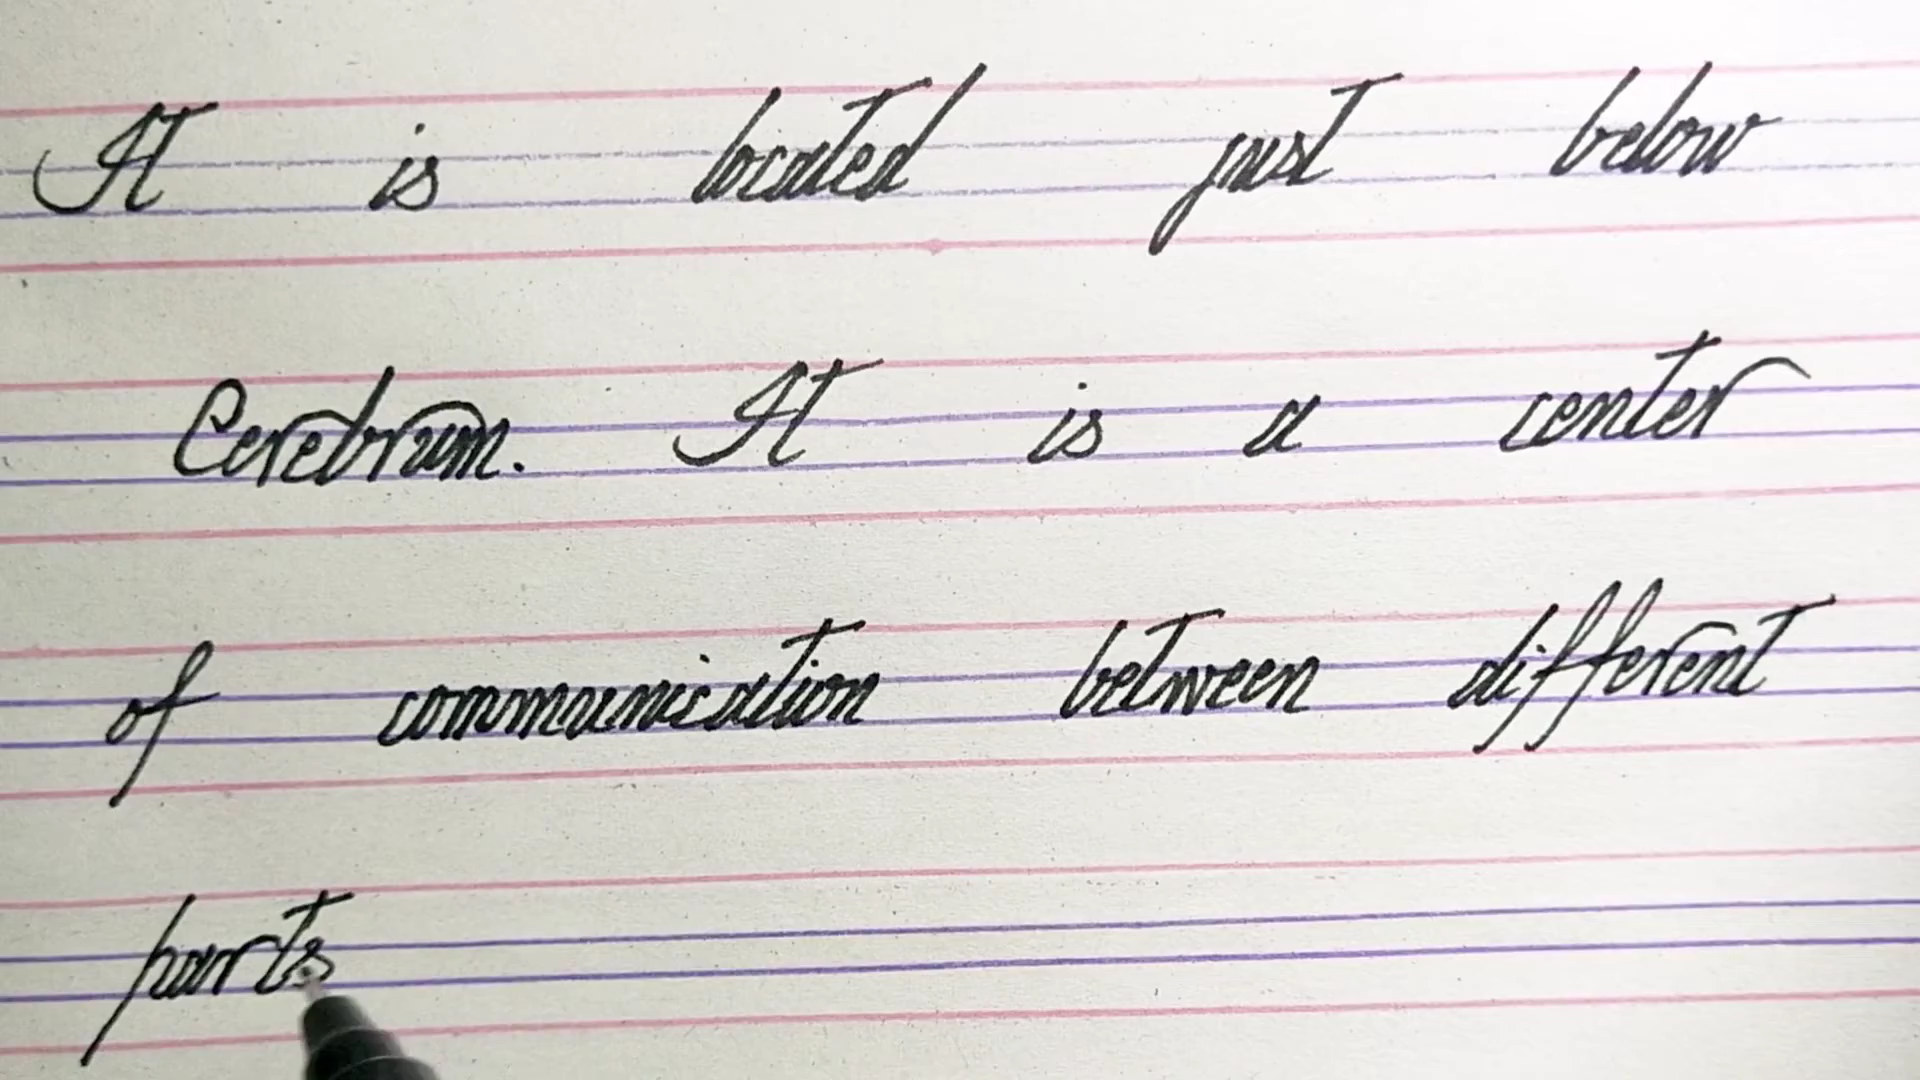 It is located just below
Cerebrum. It is a center
of communication between different
parts